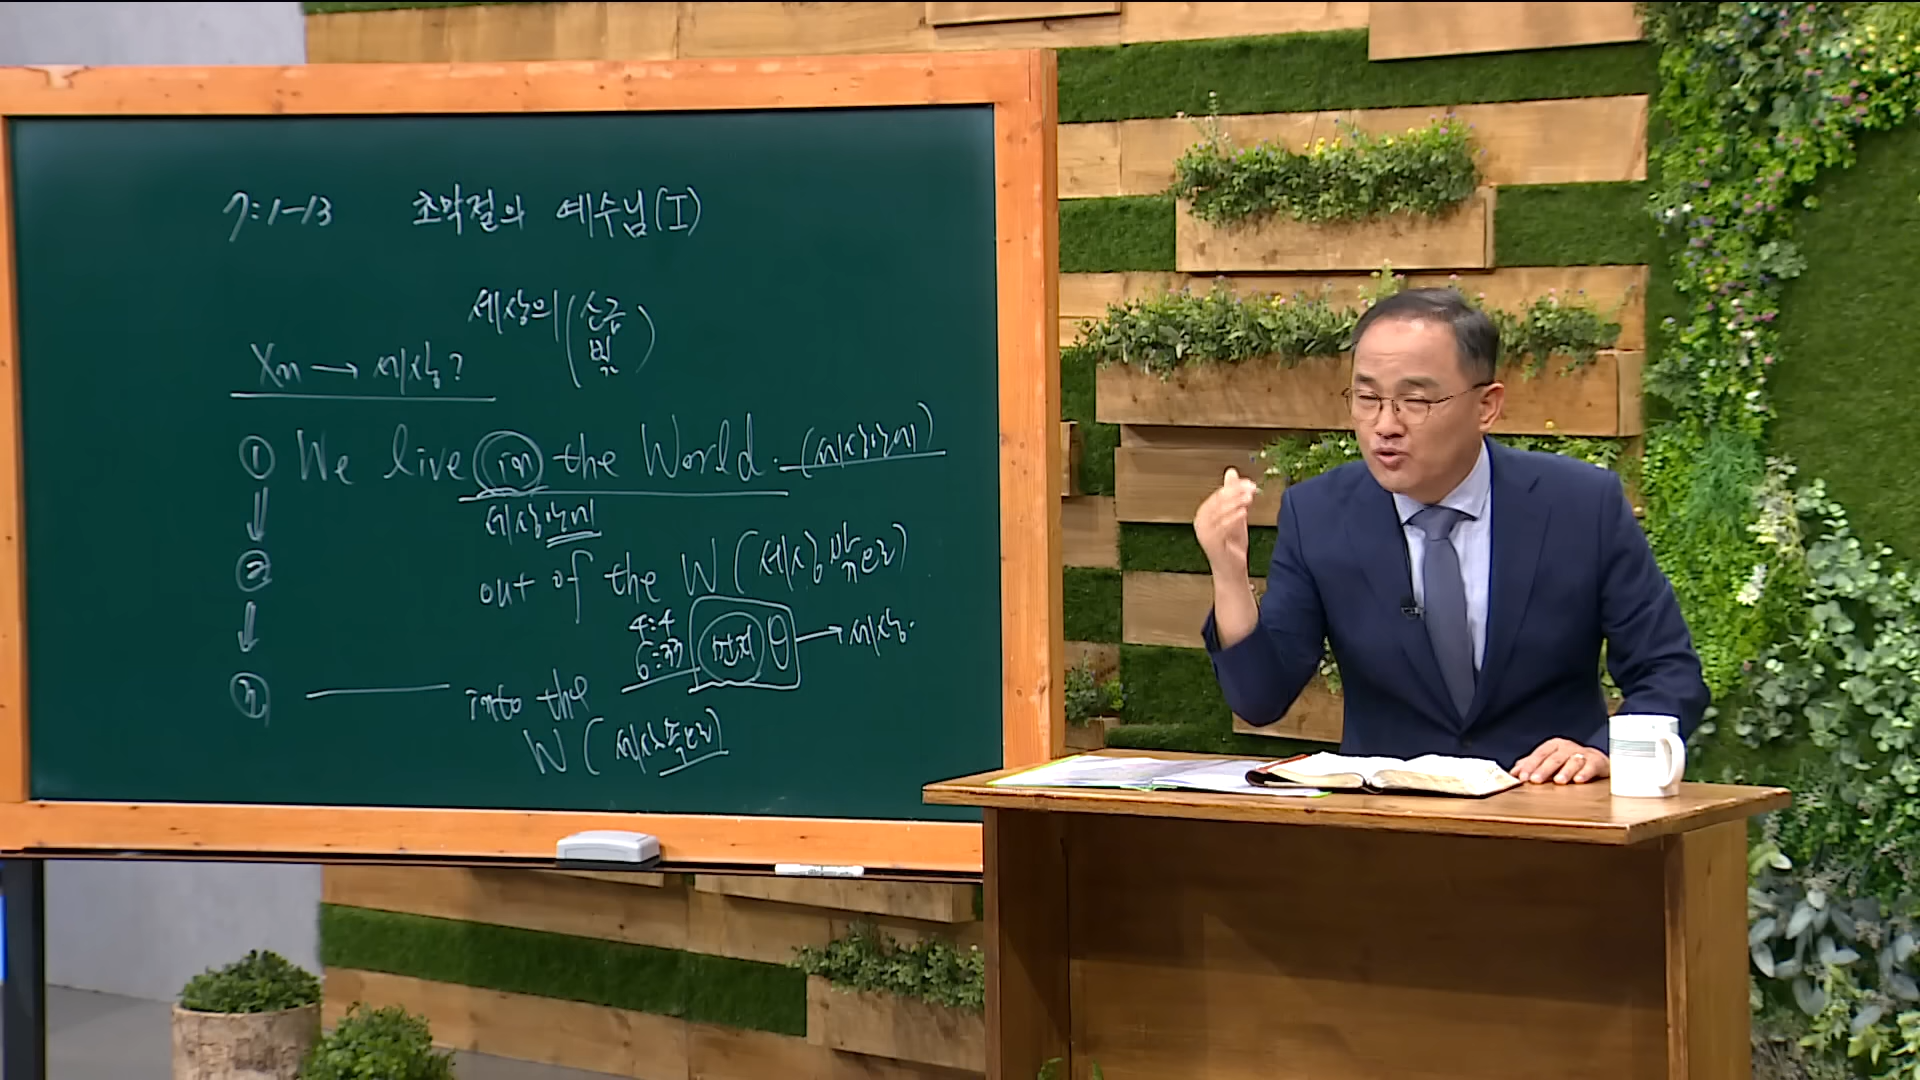 7:1-13 초막절의 예수님(I)
세상의 (소금
빛)
Xn → 세상?
① We live in the World. (세상안에)
세상안에
② out of the W (세상밖으로)
4:4
6:33 먼저 → 세상.
③ into the
W (세상속으로)